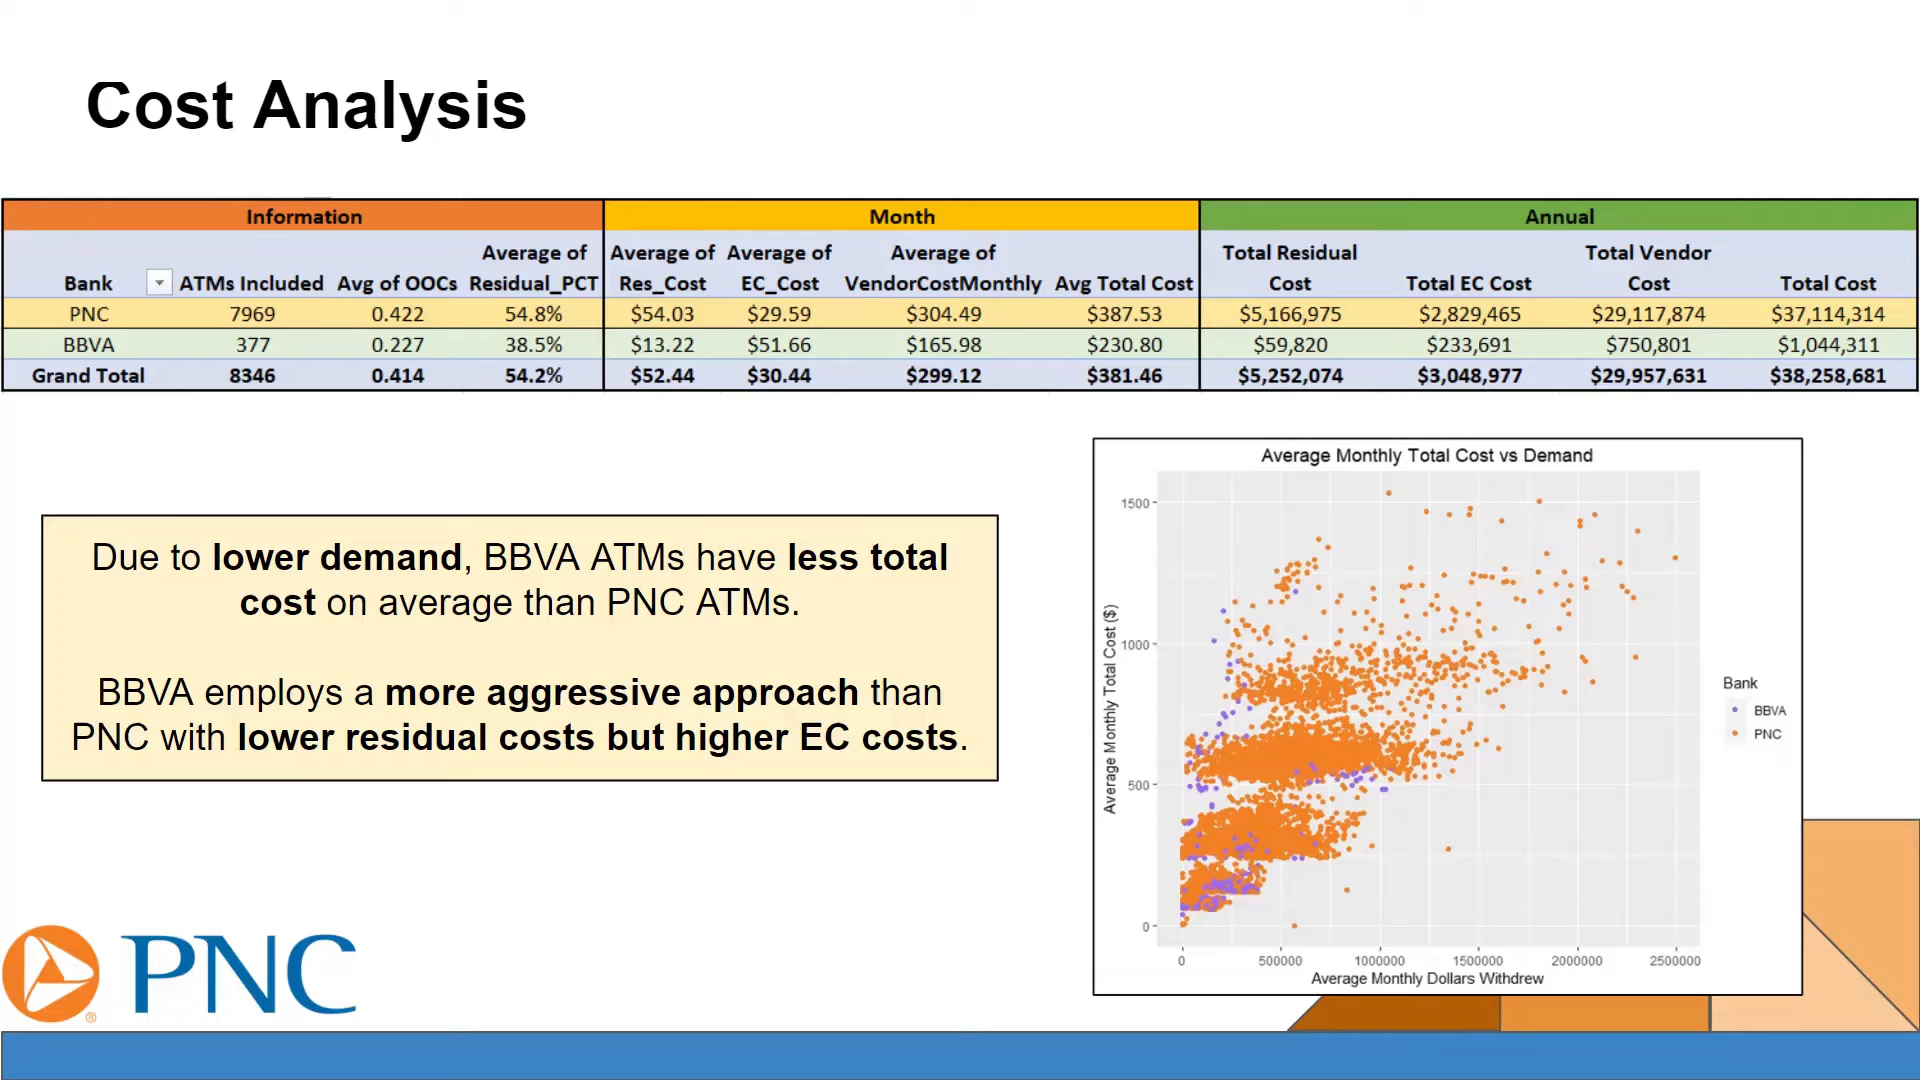 Cost Analysis
Information Month Annual
Average of Average of Average of Average of Total Residual Total Vendor
Bank ATMs Included Avg of OOCs Residual_PCT Res_Cost EC_Cost VendorCostMonthly Avg Total Cost Cost Total EC Cost Cost Total Cost
PNC 7969 0.422 54.8% $54.03 $29.59 $304.49 $387.53 $5,166,975 $2,829,465 $29,117,874 $37,114,314
BBVA 377 0.227 38.5% $13.22 $51.66 $165.98 $230.80 $59,820 $233,691 $750,801 $1,044,311
Grand Total 8346 0.414 54.2% $52.44 $30.44 $299.12 $381.46 $5,252,074 $3,048,977 $29,957,631 $38,258,681
Due to lower demand, BBVA ATMs have less total
cost on average than PNC ATMs.
BBVA employs a more aggressive approach than
PNC with lower residual costs but higher EC costs.
Average Monthly Total Cost vs Demand
Average Monthly Total Cost ($)
1500
1000
500
0
0 500000 1000000 1500000 2000000 2500000
Average Monthly Dollars Withdrew
Bank
BBVA
PNC
PNC
®